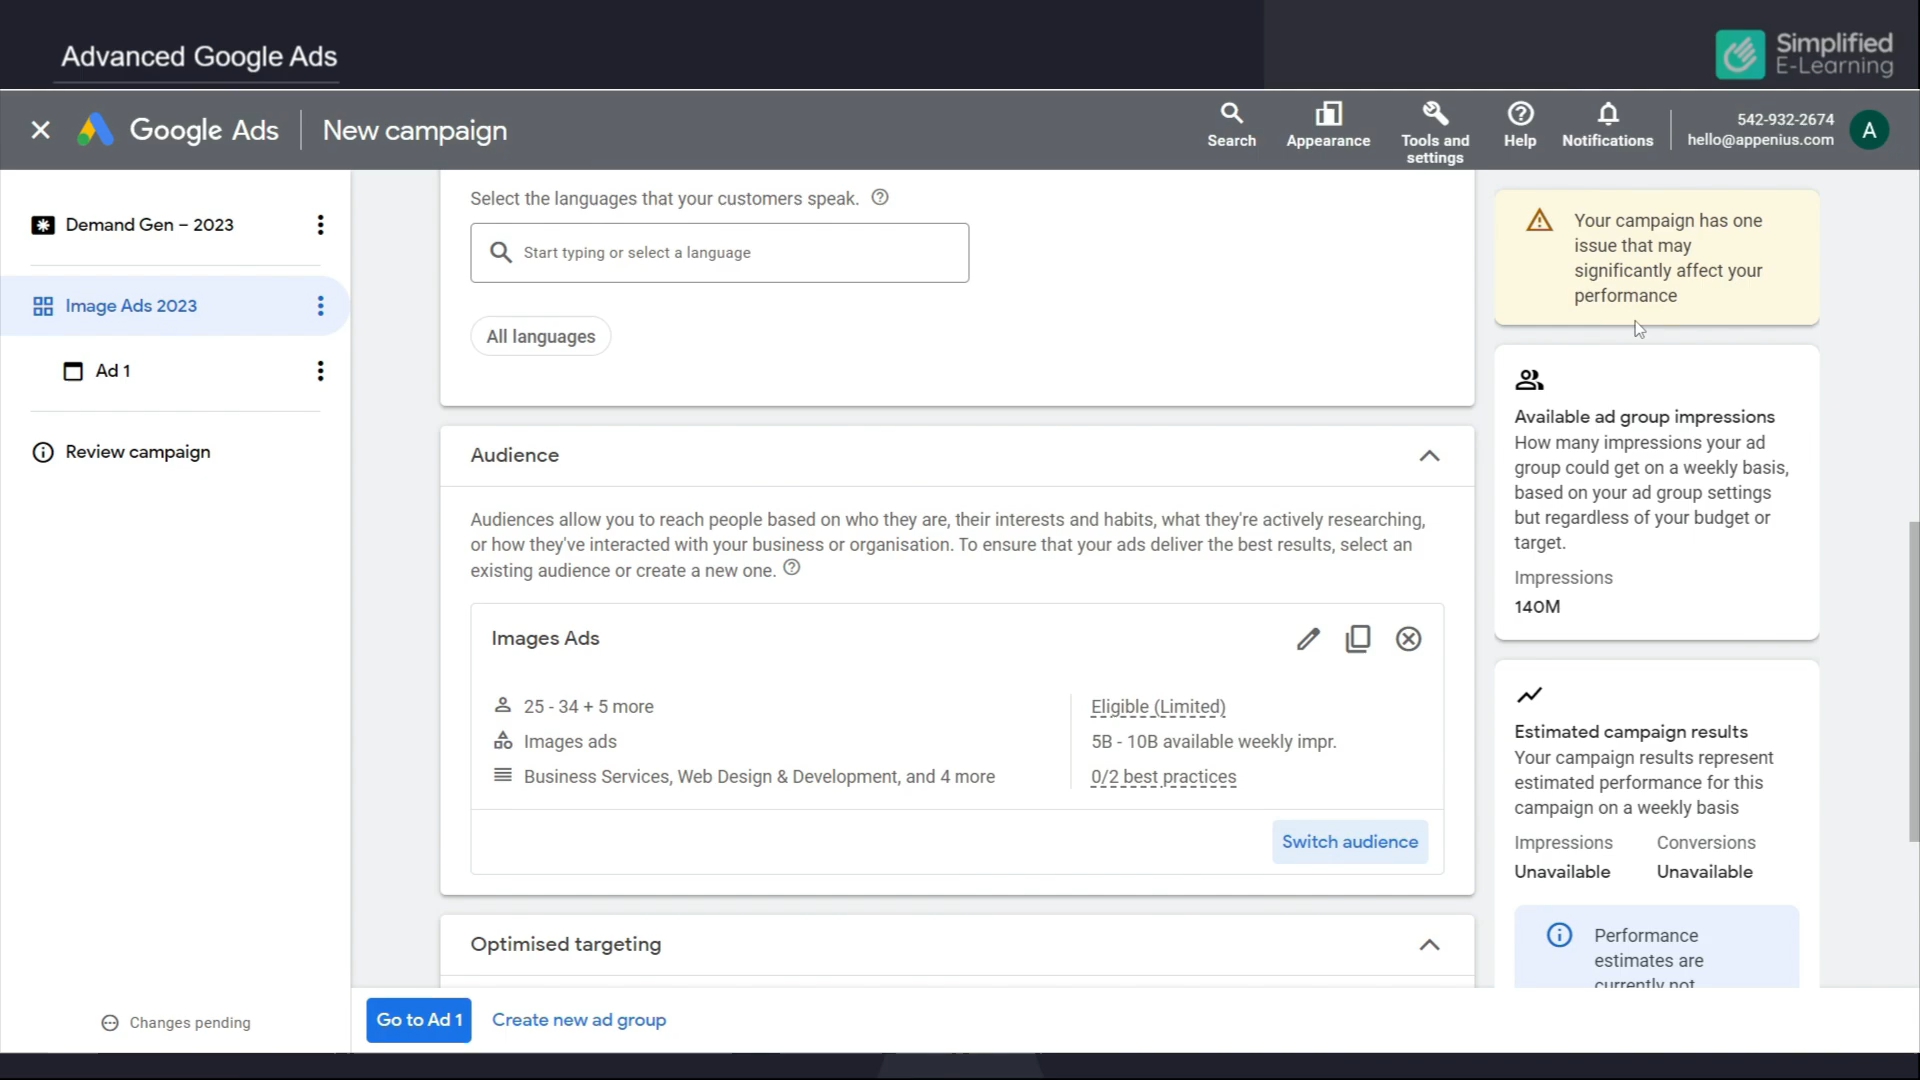 Advanced Google Ads
Simplified
E-Learning
Google Ads
New campaign
Search
Appearance
Tools and
settings
Help
Notifications
542-932-2674
hello@appenius.com
A
Demand Gen – 2023
Image Ads 2023
Ad 1
Review campaign
Changes pending
Select the languages that your customers speak.
Start typing or select a language
All languages
Audience
Audiences allow you to reach people based on who they are, their interests and habits, what they're actively researching,
or how they've interacted with your business or organisation. To ensure that your ads deliver the best results, select an
existing audience or create a new one.
Images Ads
25 - 34 + 5 more
Images ads
Business Services, Web Design & Development, and 4 more
Eligible (Limited)
5B - 10B available weekly impr.
0/2 best practices
Switch audience
Optimised targeting
Go to Ad 1
Create new ad group
Your campaign has one
issue that may
significantly affect your
performance
Available ad group impressions
How many impressions your ad
group could get on a weekly basis,
based on your ad group settings
but regardless of your budget or
target.
Impressions
140M
Estimated campaign results
Your campaign results represent
estimated performance for this
campaign on a weekly basis
Impressions
Conversions
Unavailable
Unavailable
Performance
estimates are
currently not